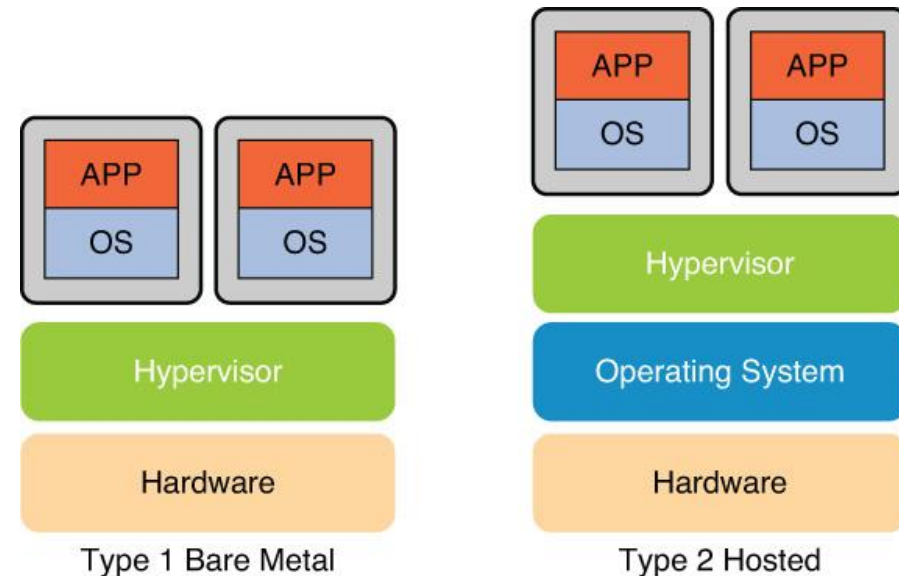 APP
OS
APP
OS
Hypervisor
Hardware
Type 1 Bare Metal
APP
OS
APP
OS
Hypervisor
Operating System
Hardware
Type 2 Hosted